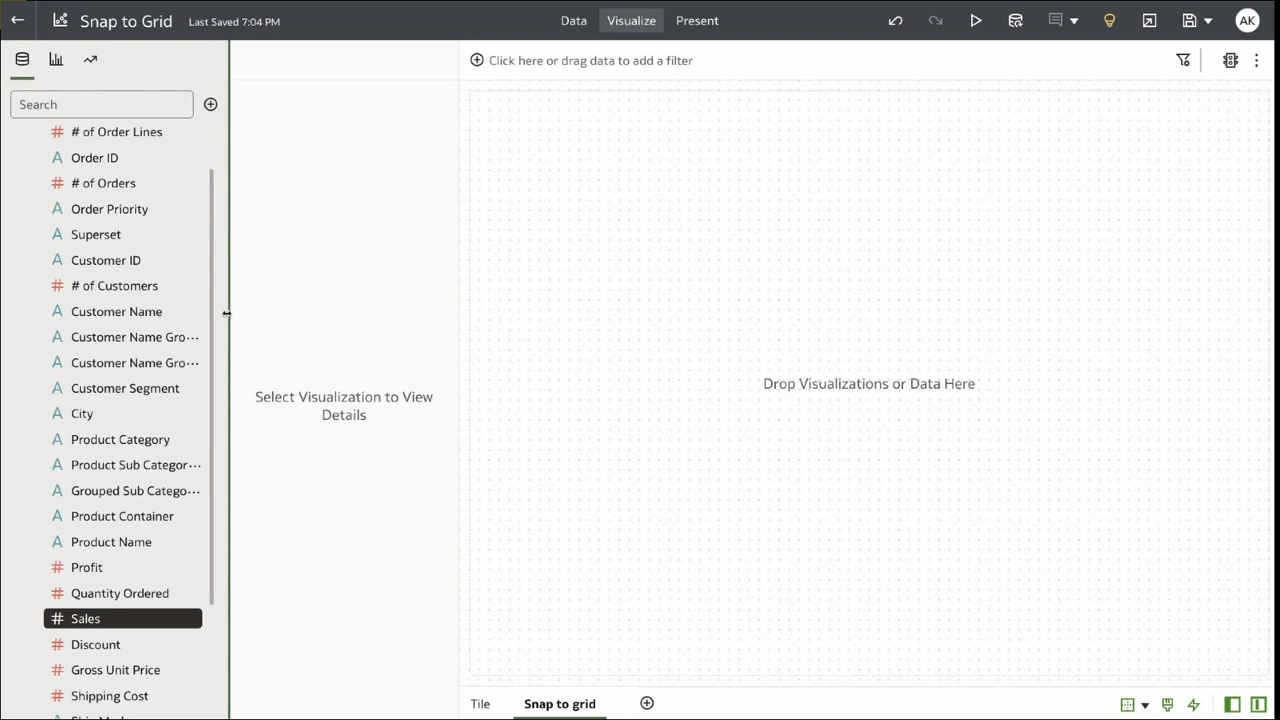 Snap to Grid
Last Saved 7:04 PM
Data
Visualize
Present
AK
Click here or drag data to add a filter
Search
# of Order Lines
A Order ID
# of Orders
A Order Priority
A Superset
A Customer ID
# of Customers
A Customer Name
A Customer Name Gro···
A Customer Name Gro···
A Customer Segment
A City
A Product Category
A Product Sub Categor···
A Grouped Sub Catego···
A Product Container
A Product Name
# Profit
# Quantity Ordered
# Sales
# Discount
# Gross Unit Price
# Shipping Cost
Select Visualization to View
Details
Drop Visualizations or Data Here
Tile
Snap to grid